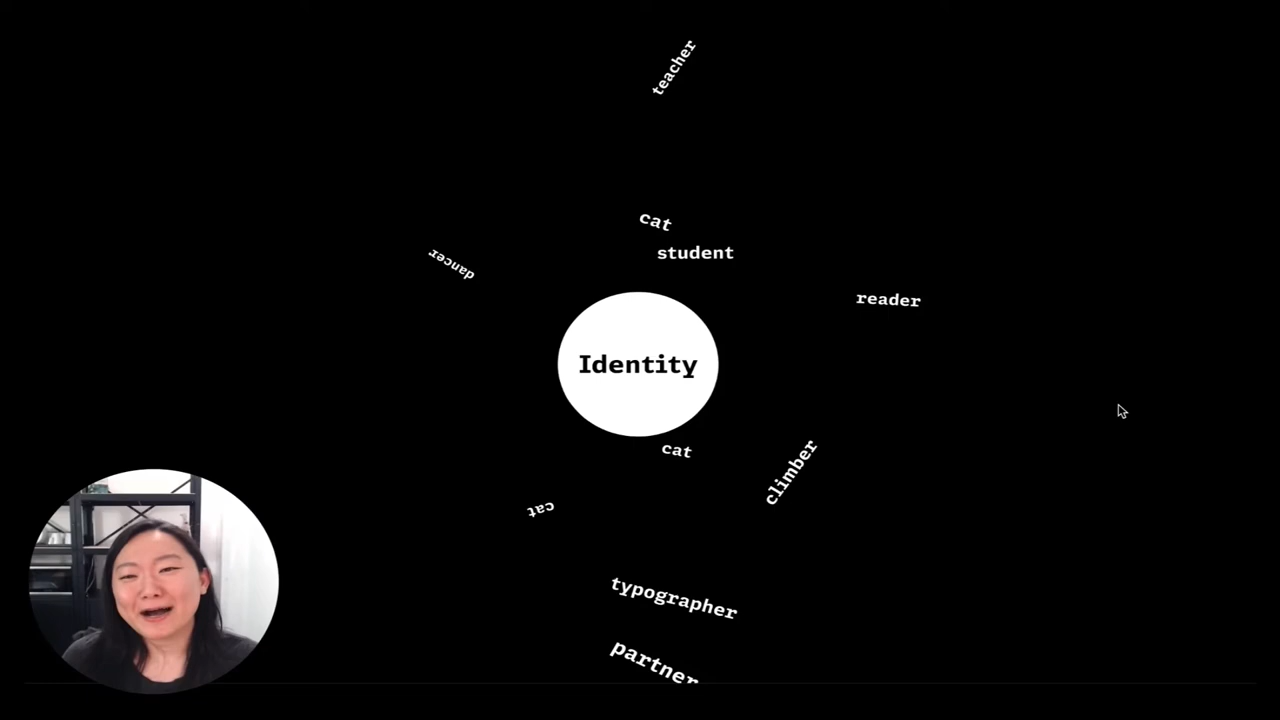 teacher
cat
student
dancer
reader
Identity
cat
climber
cat
typographer
partner